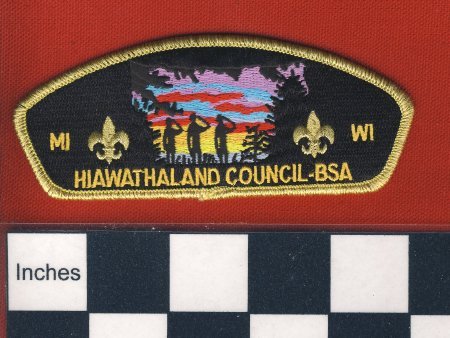 MI WI
HIAWATHALAND COUNCIL-BSA
Inches